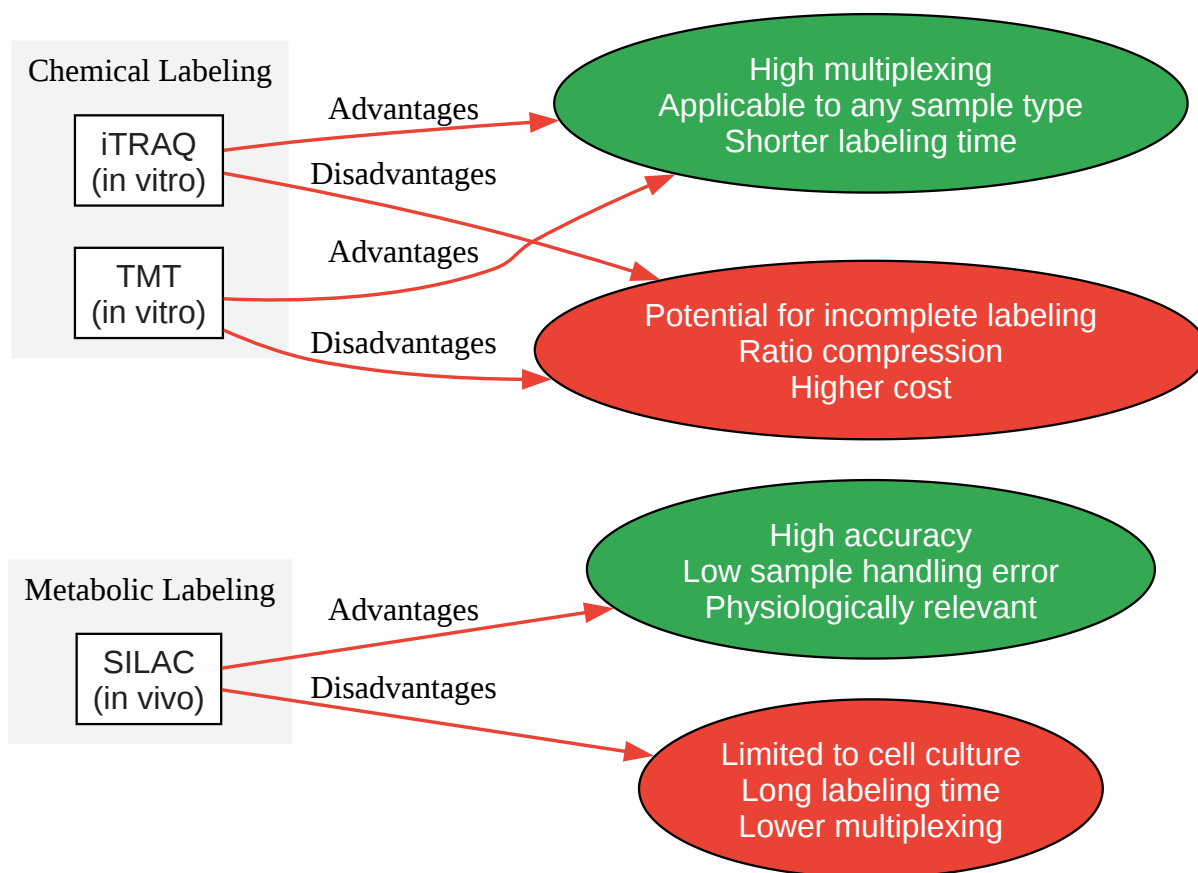 Chemical Labeling
iTRAQ
(in vitro)
TMT
(in vitro)
Advantages
Disadvantages
Advantages
Disadvantages
High multiplexing
Applicable to any sample type
Shorter labeling time
Potential for incomplete labeling
Ratio compression
Higher cost
Metabolic Labeling
SILAC
(in vivo)
Advantages
Disadvantages
High accuracy
Low sample handling error
Physiologically relevant
Limited to cell culture
Long labeling time
Lower multiplexing